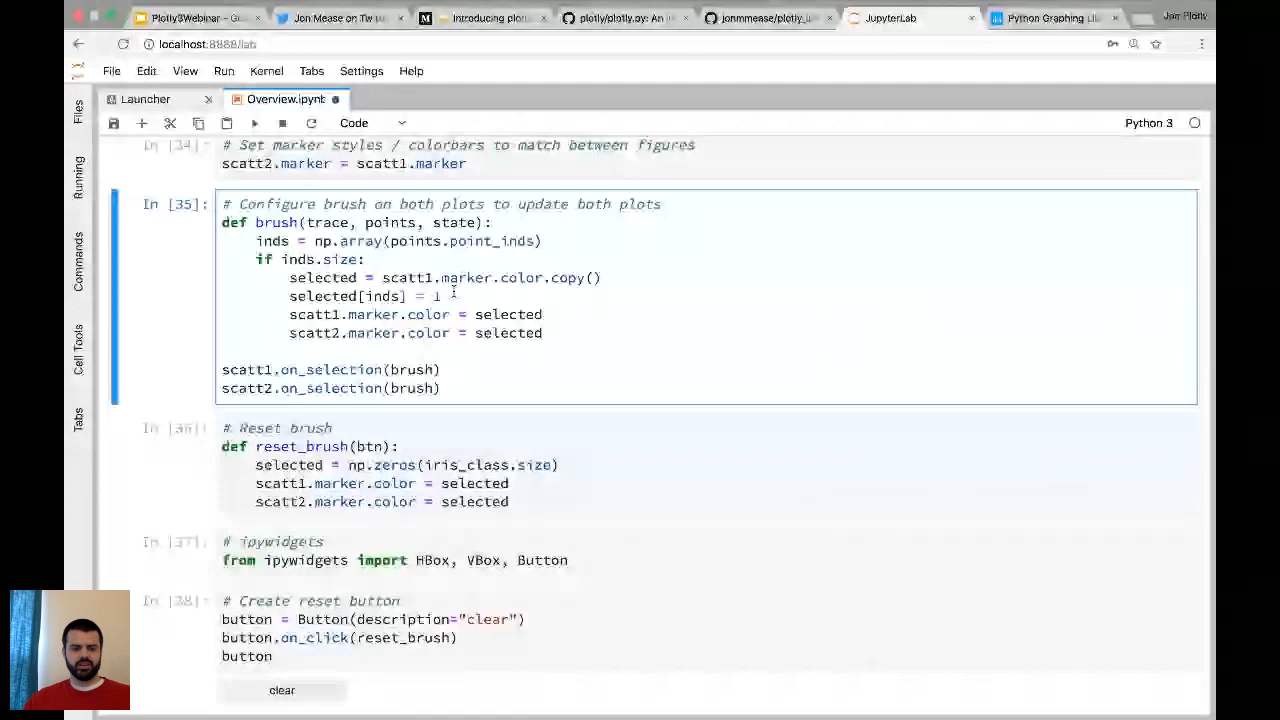 Plotly3Webinar – Go
Jon Mease on Tw
Introducing plot
plotly/plotly.py: An i
jonmmease/plotly_
JupyterLab
Python Graphing Lib
localhost:8888/lab
File Edit View Run Kernel Tabs Settings Help
Files
Running
Commands
Cell Tools
Tabs
Launcher
Overview.ipynb
Code
Python 3
In [34]: # Set marker styles / colorbars to match between figures
scatt2.marker = scatt1.marker
In [35]: # Configure brush on both plots to update both plots
def brush(trace, points, state):
inds = np.array(points.point_inds)
if inds.size:
selected = scatt1.marker.color.copy()
selected[inds] = 1
scatt1.marker.color = selected
scatt2.marker.color = selected
scatt1.on_selection(brush)
scatt2.on_selection(brush)
In [36]: # Reset brush
def reset_brush(btn):
selected = np.zeros(iris_class.size)
scatt1.marker.color = selected
scatt2.marker.color = selected
In [37]: # ipywidgets
from ipywidgets import HBox, VBox, Button
In [38]: # Create reset button
button = Button(description="clear")
button.on_click(reset_brush)
button
clear